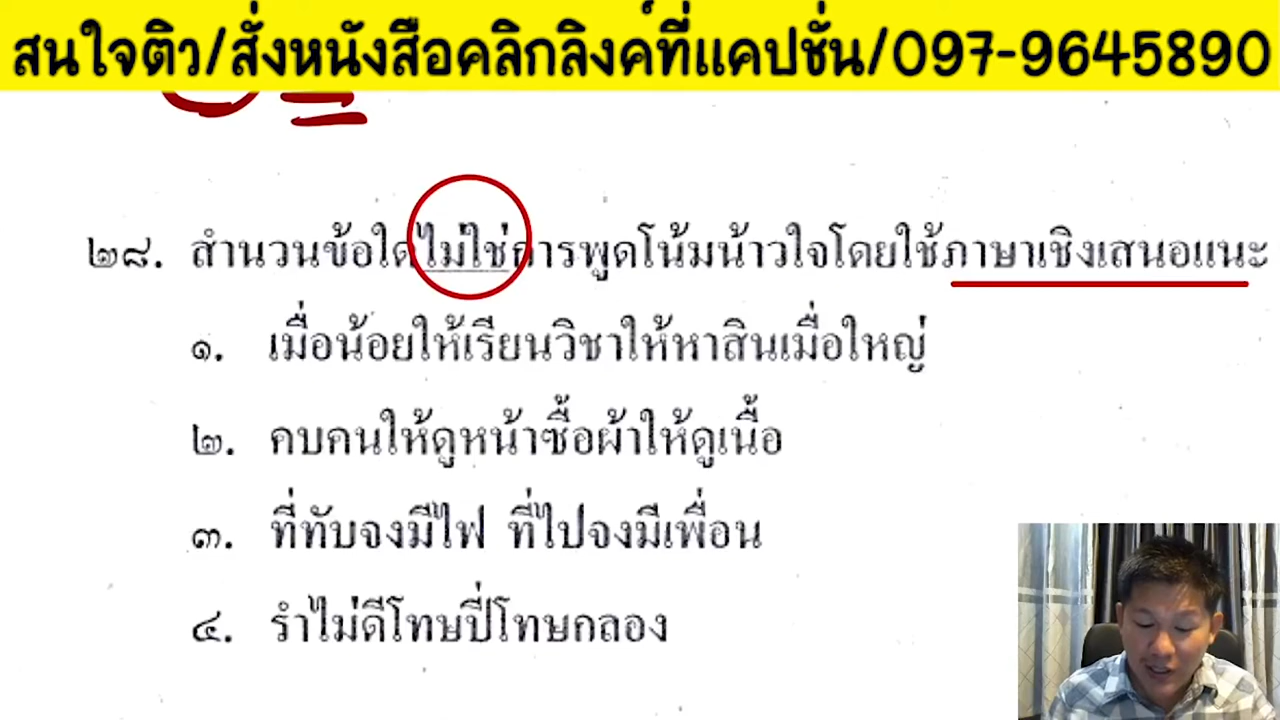 สนใจติว/สั่งหนังสือคลิกลิงค์ที่แคปชั่น/097-9645890
๒๘. สำนวนข้อใดไม่ใช่การพูดโน้มน้าวใจโดยใช้ภาษาเชิงเสนอแนะ
๑. เมื่อน้อยให้เรียนวิชาให้หาสินเมื่อใหญ่
๒. คบคนให้ดูหน้าซื้อผ้าให้ดูเนื้อ
๓. ที่ทับจงมีไฟ ที่ไปจงมีเพื่อน
๔. รำไม่ดีโทษปี่โทษกลอง